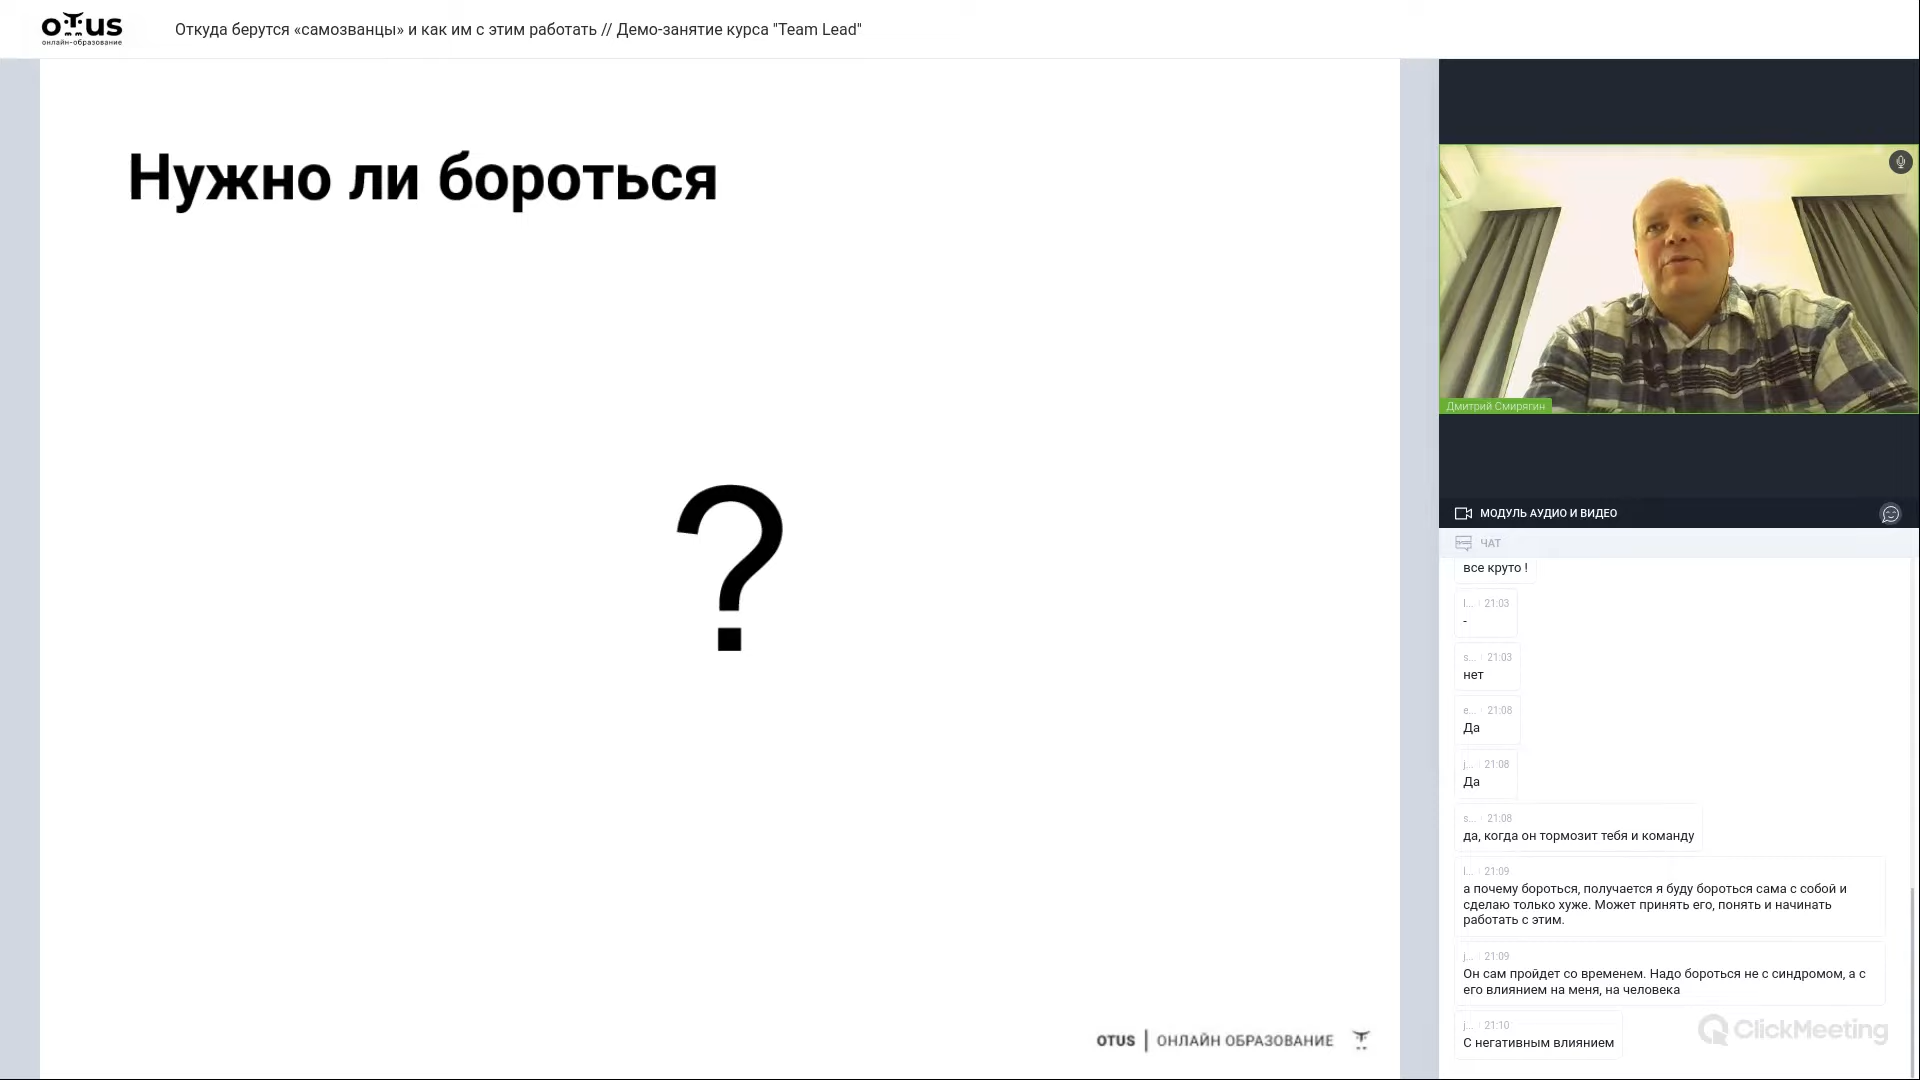 OTUS
онлайн-образование
Откуда берутся «самозванцы» и как им с этим работать // Демо-занятие курса "Team Lead"
Нужно ли бороться
?
OTUS | ОНЛАЙН ОБРАЗОВАНИЕ
Дмитрий Смирягин
МОДУЛЬ АУДИО И ВИДЕО
ЧАТ
все круто !
l... 21:03
-
s... 21:03
нет
e... 21:08
Да
j... 21:08
Да
s... 21:08
да, когда он тормозит тебя и команду
l... 21:09
а почему бороться, получается я буду бороться сама с собой и
сделаю только хуже. Может принять его, понять и начинать
работать с этим.
j... 21:09
Он сам пройдет со временем. Надо бороться не с синдромом, а с
его влиянием на меня, на человека
j... 21:10
С негативным влиянием
ClickMeeting